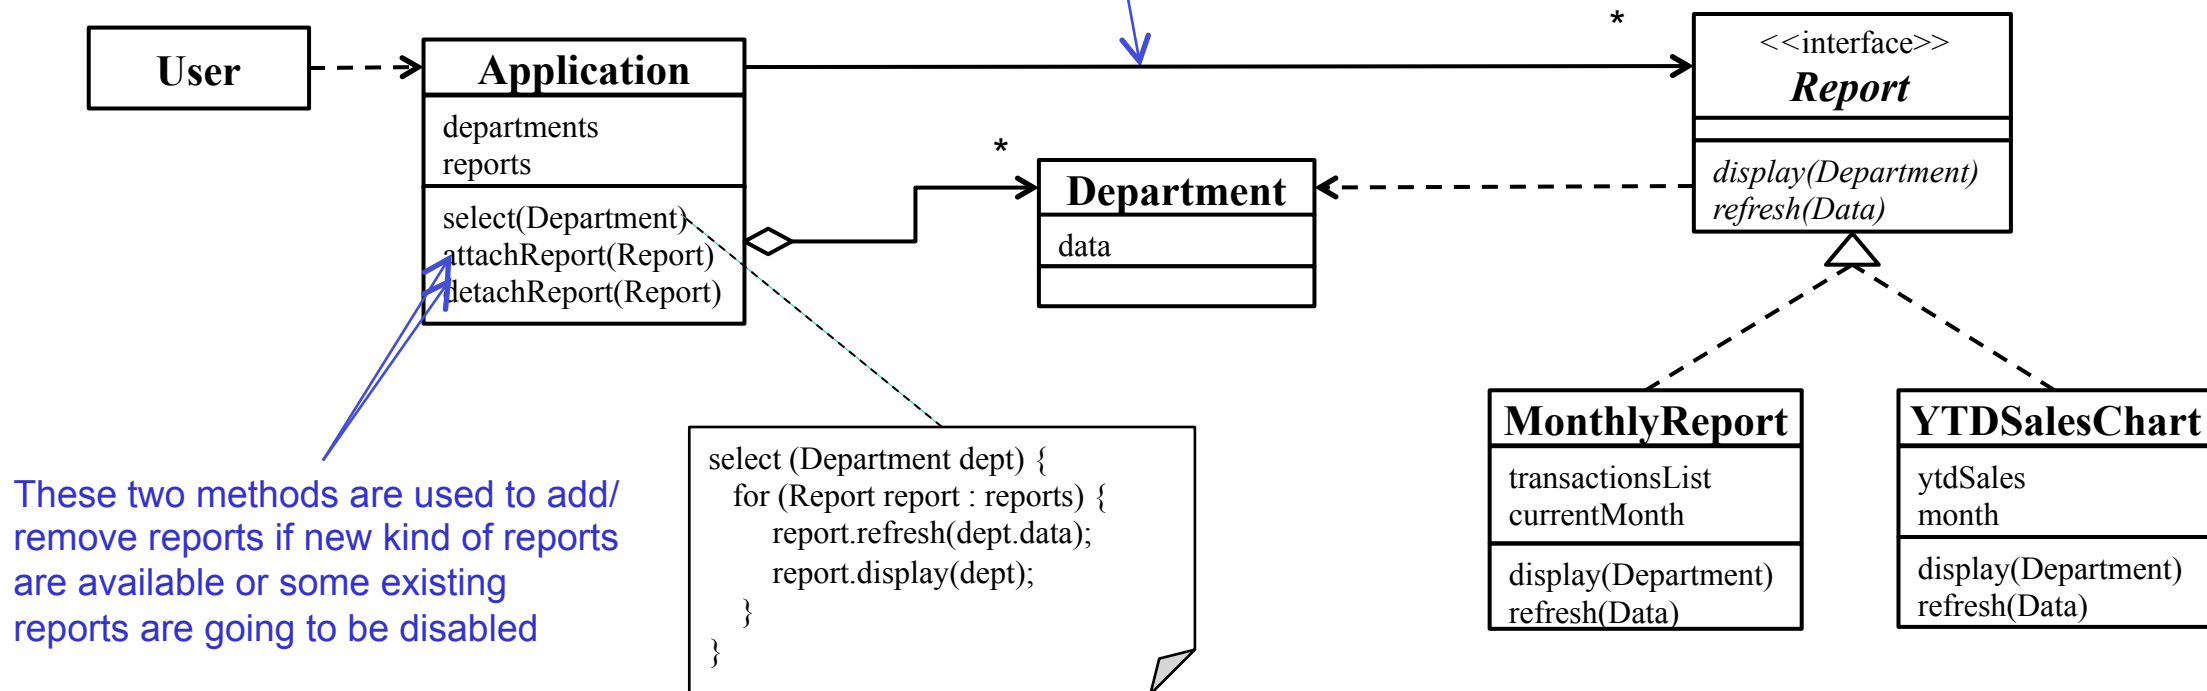 User
Application
departments
reports
select(Department)
attachReport(Report)
detachReport(Report)
*
*
Department
data
<<interface>>
Report
display(Department)
refresh(Data)
MonthlyReport
transactionsList
currentMonth
display(Department)
refresh(Data)
YTDSalesChart
ytdSales
month
display(Department)
refresh(Data)
These two methods are used to add/
remove reports if new kind of reports
are available or some existing
reports are going to be disabled
select (Department dept) {
for (Report report : reports) {
report.refresh(dept.data);
report.display(dept);
}
}